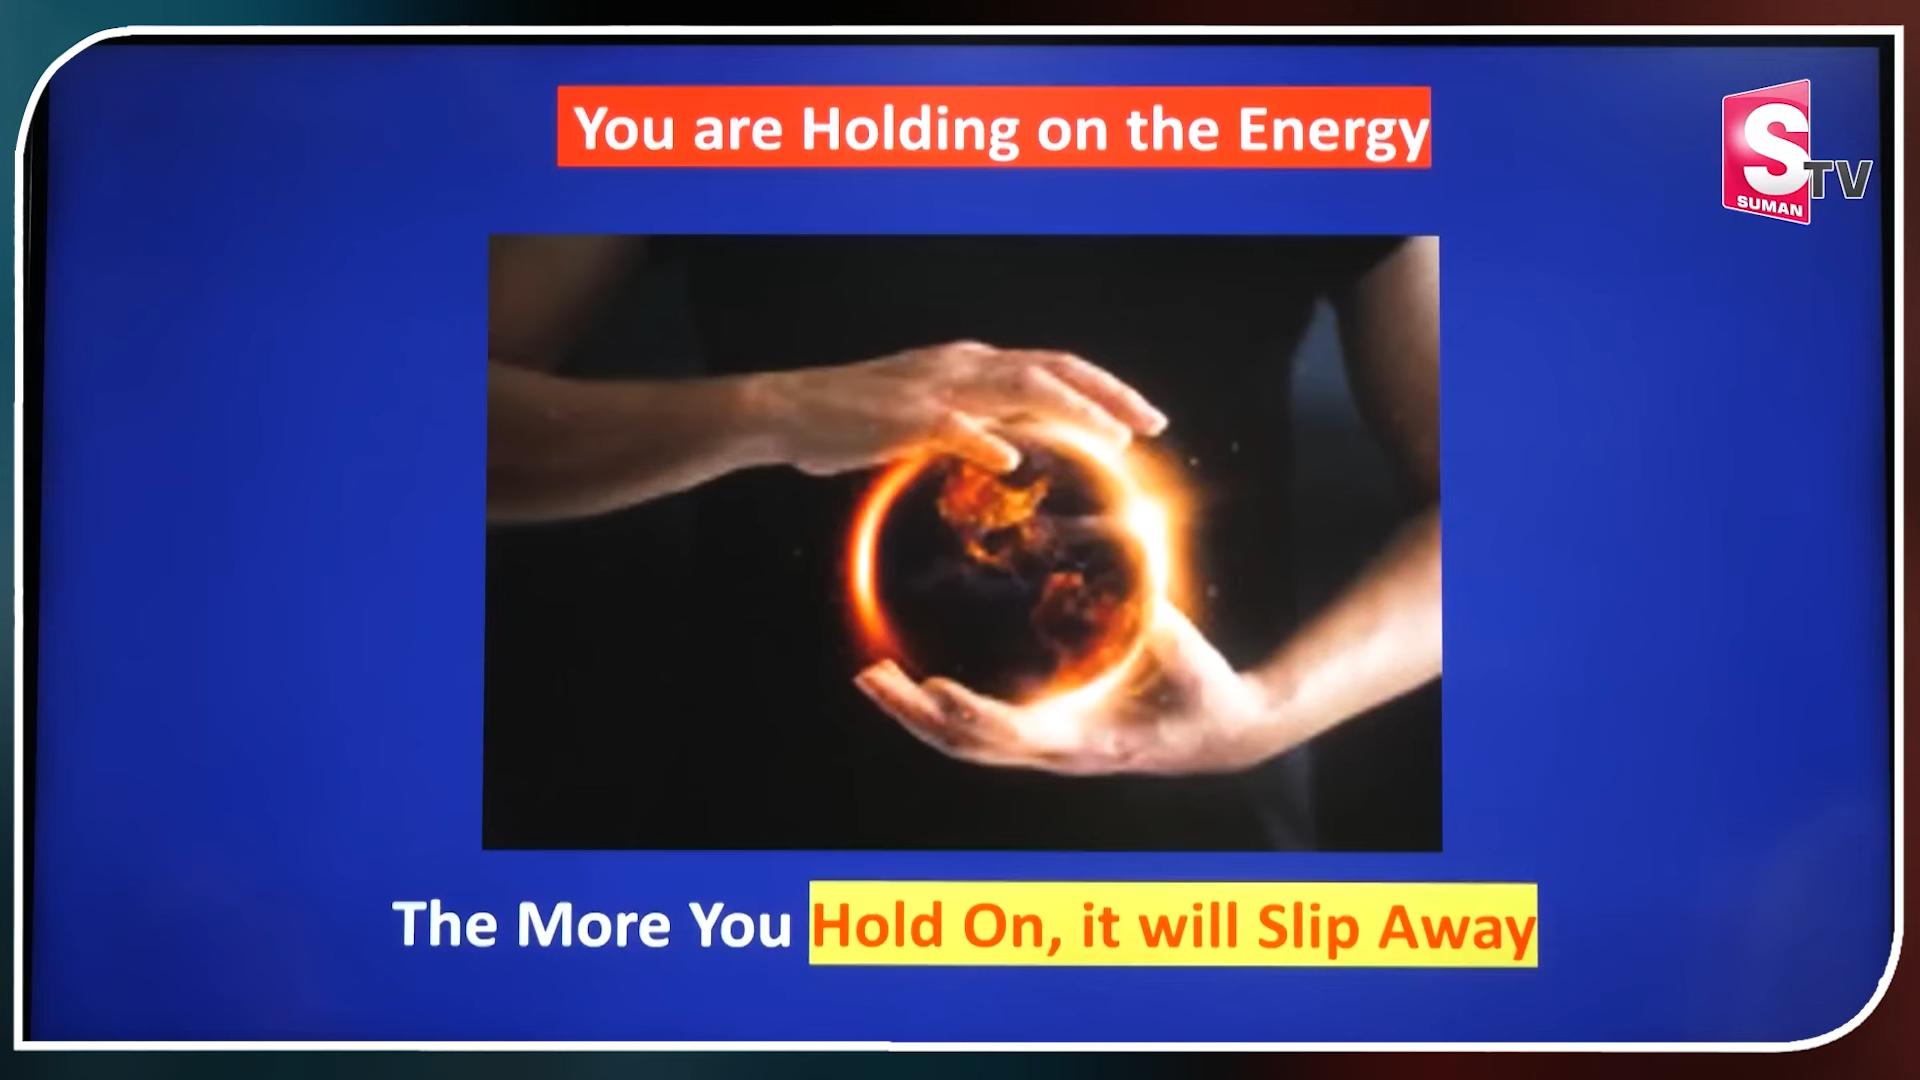 You are Holding on the Energy
S
TV
SUMAN
The More You Hold On, it will Slip Away